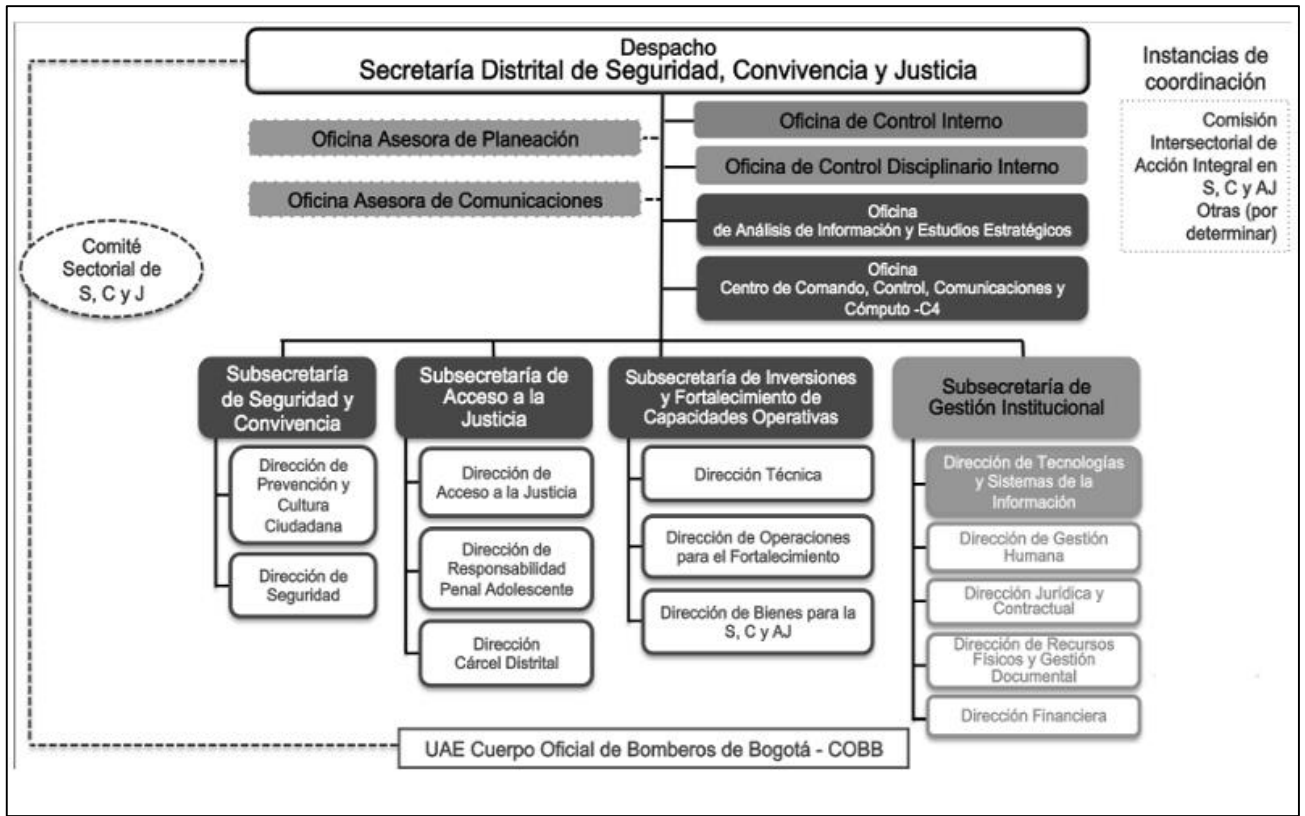 Despacho
Secretaría Distrital de Seguridad, Convivencia y Justicia
Instancias de
coordinación
Comisión
Intersectorial de
Acción Integral en
S, C y AJ
Otras (por
determinar)
Oficina Asesora de Planeación
Oficina Asesora de Comunicaciones
Oficina de Control Interno
Oficina de Control Disciplinario Interno
Oficina
de Análisis de Información y Estudios Estratégicos
Oficina
Centro de Comando, Control, Comunicaciones y
Cómputo -C4
Comité
Sectorial de
S, C y J
Subsecretaría
de Seguridad y
Convivencia
Dirección de
Prevención y
Cultura
Ciudadana
Dirección de
Seguridad
Subsecretaría de
Acceso a la
Justicia
Dirección de
Acceso a la Justicia
Dirección de
Responsabilidad
Penal Adolescente
Dirección
Cárcel Distrital
Subsecretaría de Inversiones
y Fortalecimiento de
Capacidades Operativas
Dirección Técnica
Dirección de Operaciones
para el Fortalecimiento
Dirección de Bienes para la
S, C y AJ
Subsecretaría de
Gestión Institucional
Dirección de Tecnologías
y Sistemas de la
Información
Dirección de Gestión
Humana
Dirección Jurídica y
Contractual
Dirección de Recursos
Físicos y Gestión
Documental
Dirección Financiera
UAE Cuerpo Oficial de Bomberos de Bogotá - COBB